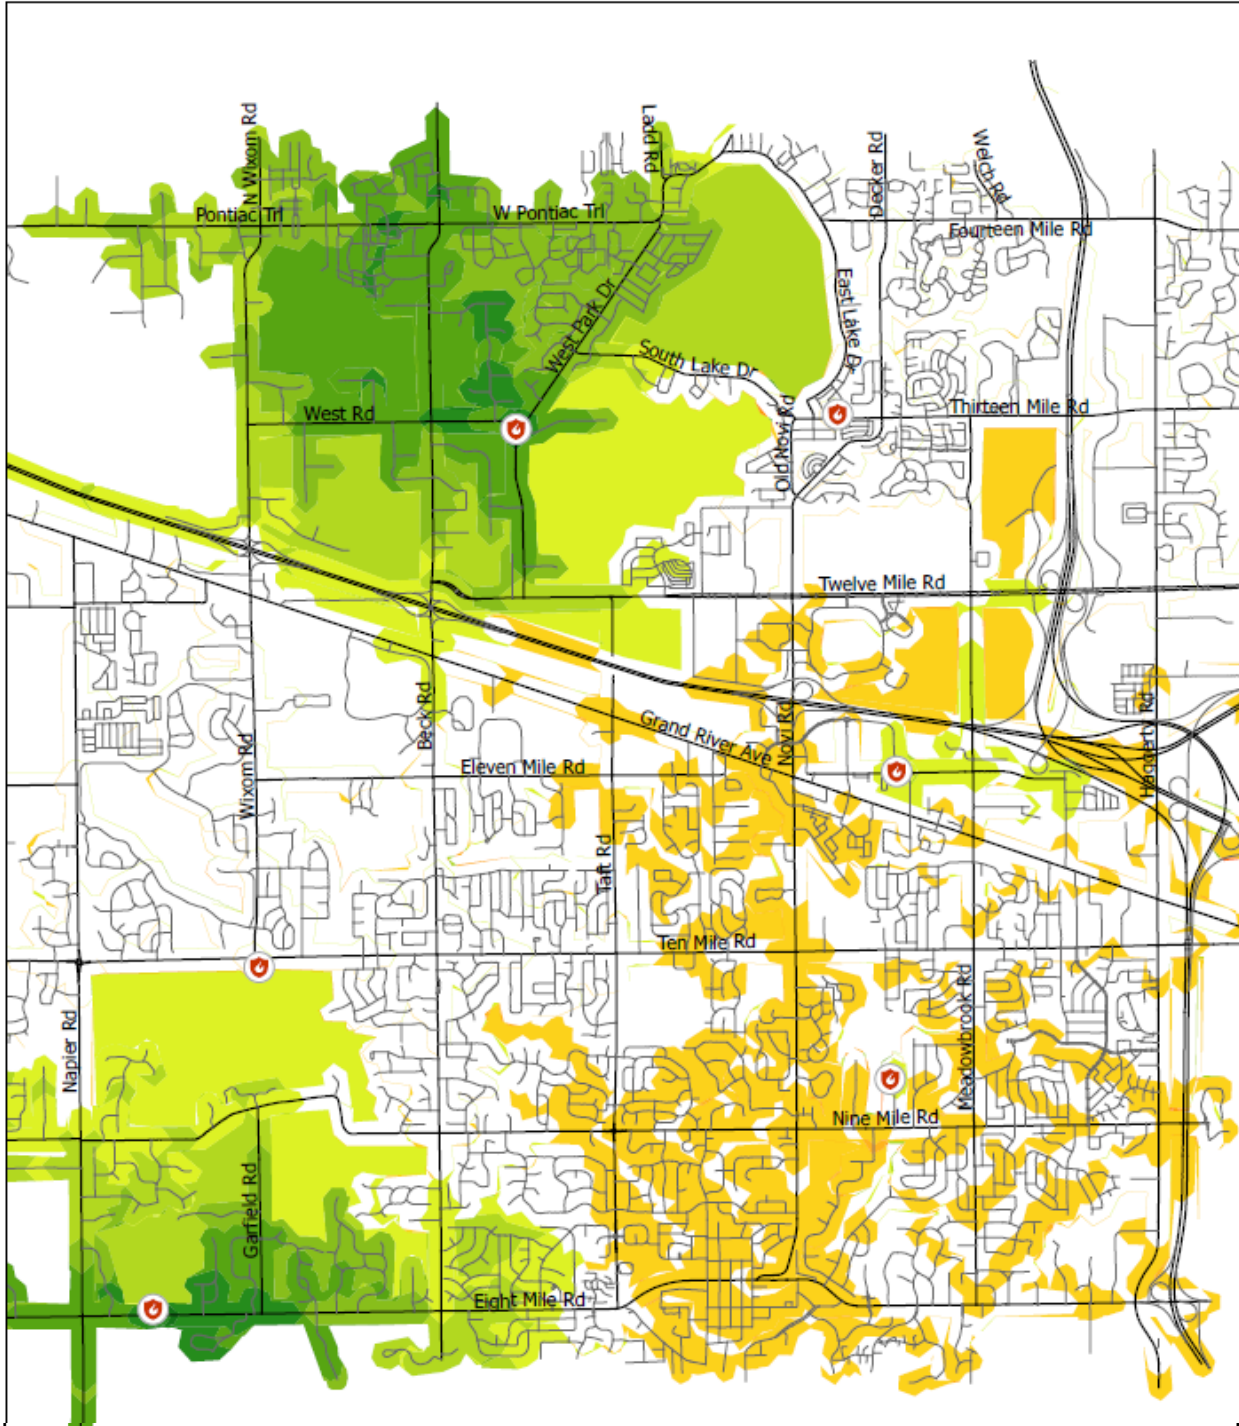 N Wixom Rd
Ladd Rd
Decker Rd
Welch Rd
Pontiac Trl
W Pontiac Trl
Fourteen Mile Rd
East Lake Dr
West Park Dr
South Lake Dr
West Rd
Old Novi Rd
Thirteen Mile Rd
Twelve Mile Rd
Beck Rd
Grand River Ave
Novi Rd
Haggerty Rd
Wixom Rd
Eleven Mile Rd
Taft Rd
Ten Mile Rd
Napier Rd
Meadowbrook Rd
Nine Mile Rd
Garfield Rd
Eight Mile Rd